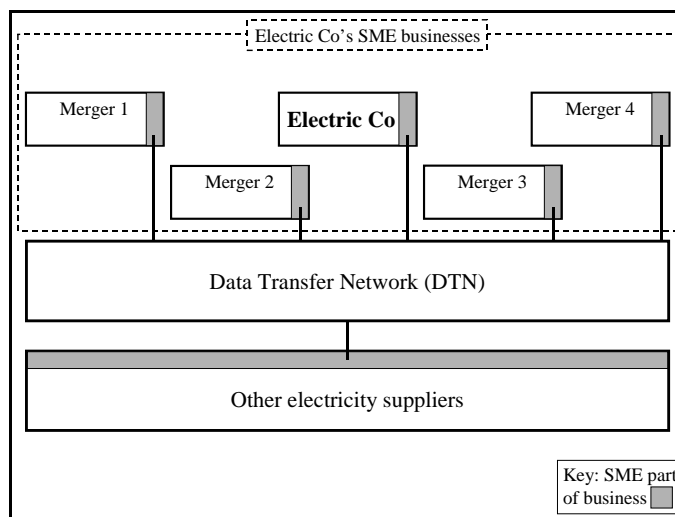 Electric Co's SME businesses
Merger 1
Electric Co
Merger 4
Merger 2
Merger 3
Data Transfer Network (DTN)
Other electricity suppliers
Key: SME part
of business